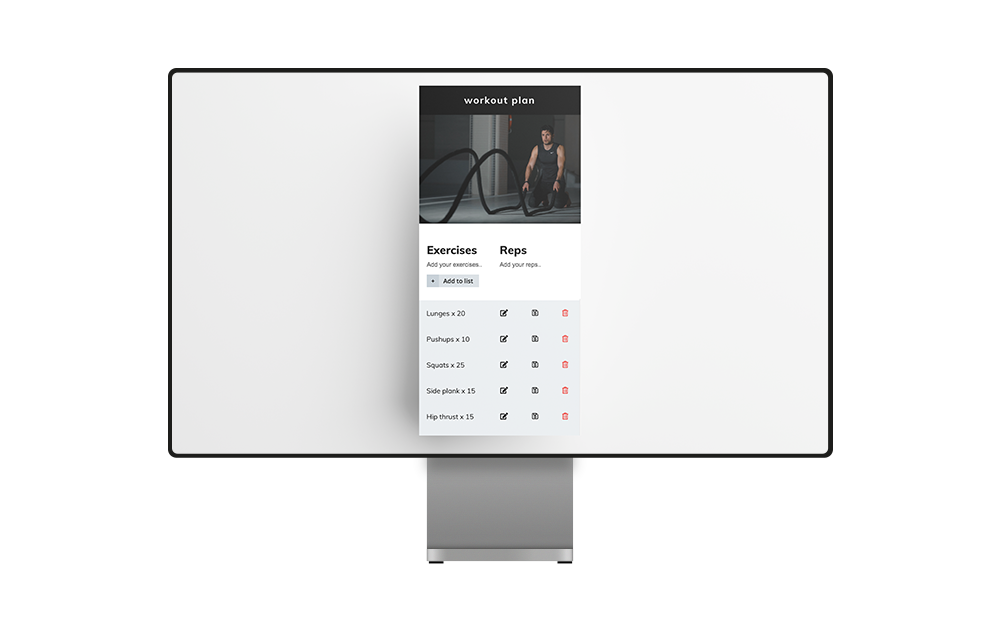 workout plan
Exercises Reps
Add your exercises.. Add your reps..
+ Add to list
Lunges x 20
Pushups x 10
Squats x 25
Side plank x 15
Hip thrust x 15